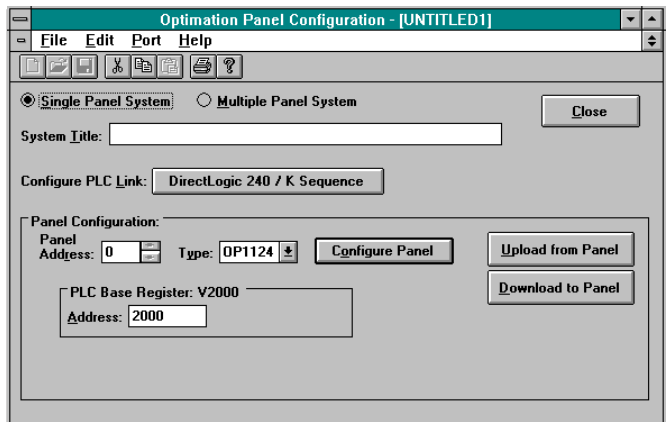 Optimation Panel Configuration - [UNTITLED1]
File Edit Port Help
Single Panel System Multiple Panel System
Close
System Title:
Configure PLC Link: DirectLogic 240 / K Sequence
Panel Configuration:
Panel Address: 0 Type: OP1124 Configure Panel Upload from Panel
PLC Base Register: V2000 Download to Panel
Address: 2000